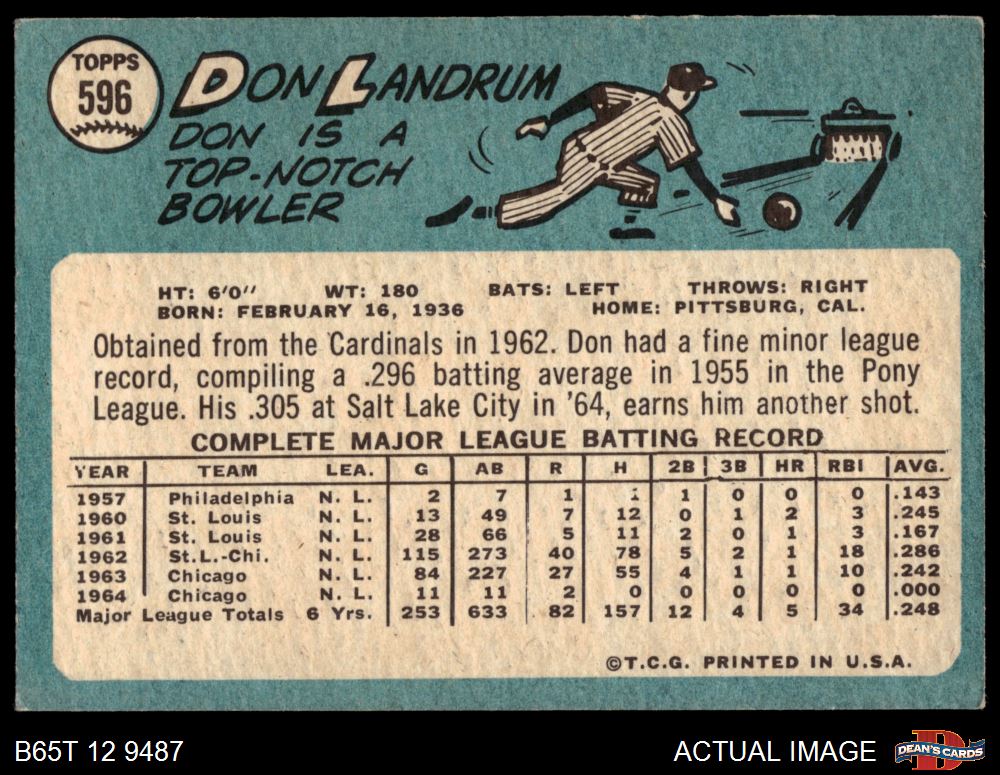 TOPPS
596
DON LANDRUM
DON IS A
TOP-NOTCH
BOWLER
HT: 6'0" WT: 180 BATS: LEFT THROWS: RIGHT
BORN: FEBRUARY 16, 1936 HOME: PITTSBURG, CAL.
Obtained from the Cardinals in 1962. Don had a fine minor league
record, compiling a .296 batting average in 1955 in the Pony
League. His .305 at Salt Lake City in '64, earns him another shot.
COMPLETE MAJOR LEAGUE BATTING RECORD
YEAR TEAM LEA. G AB R H 2B 3B HR RBI AVG.
1957 Philadelphia N. L. 2 7 1 1 1 0 0 0 .143
1960 St. Louis N. L. 13 49 7 12 0 1 2 3 .245
1961 St. Louis N. L. 28 66 5 11 2 0 1 3 .167
1962 St.L.-Chi. N. L. 115 273 40 78 5 2 1 18 .286
1963 Chicago N. L. 84 227 27 55 4 1 1 10 .242
1964 Chicago N. L. 11 11 2 0 0 0 0 0 .000
Major League Totals 6 Yrs. 253 633 82 157 12 4 5 34 .248
©T.C.G. PRINTED IN U.S.A.
B65T 12 9487 ACTUAL IMAGE DEAN'S CARDS